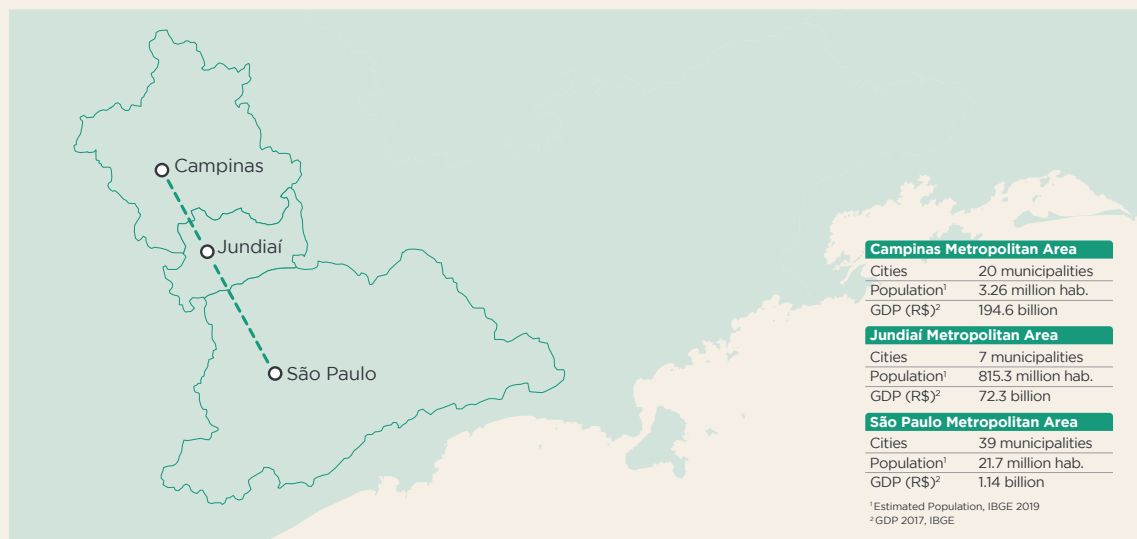 Campinas
Jundiaí
São Paulo
Campinas Metropolitan Area
Cities 20 municipalities
Population¹ 3.26 million hab.
GDP (R$)² 194.6 billion
Jundiaí Metropolitan Area
Cities 7 municipalities
Population¹ 815.3 million hab.
GDP (R$)² 72.3 billion
São Paulo Metropolitan Area
Cities 39 municipalities
Population¹ 21.7 million hab.
GDP (R$)² 1.14 billion
¹ Estimated Population, IBGE 2019
² GDP 2017, IBGE